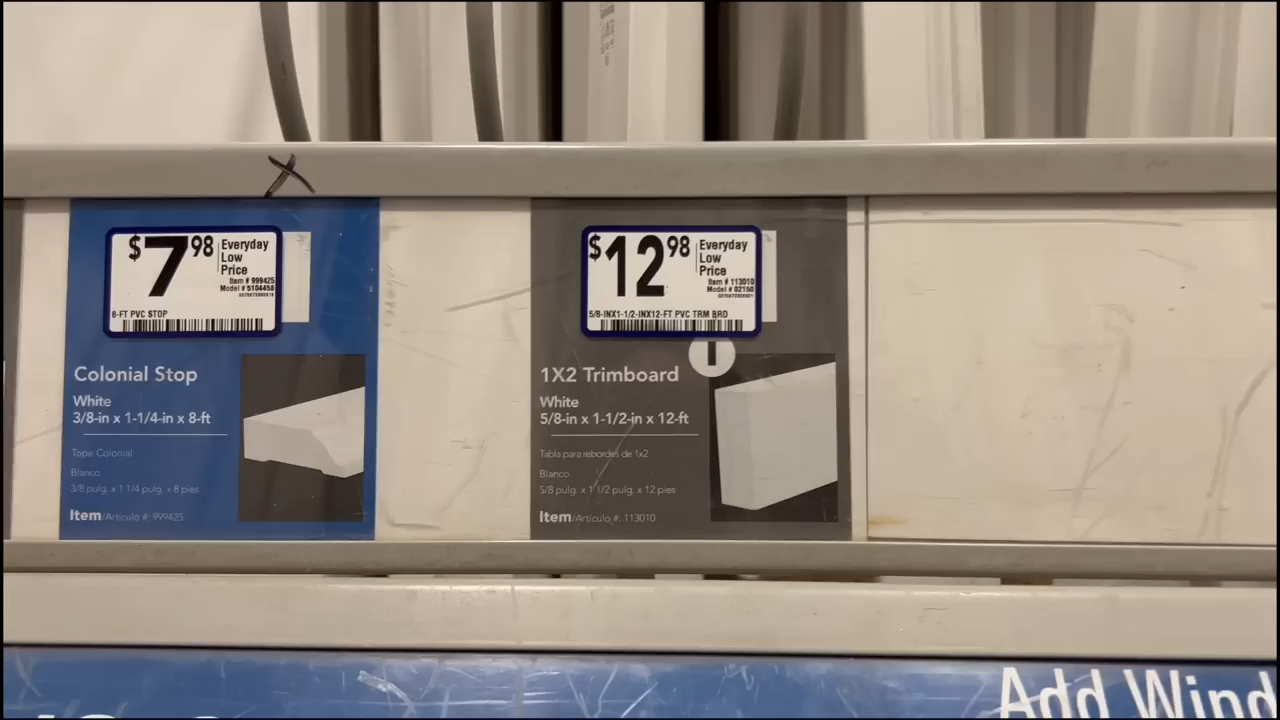 X
$7 98
Everyday
Low
Price
Item # 999425
Model # 5104458
8-FT PVC STOP
Colonial Stop
White
3/8-in x 1-1/4-in x 8-ft
Tope Colonial
Blanco
3/8 pulg. x 1 1/4 pulg. x 8 pies
Item/Artículo #: 999425
$12 98
Everyday
Low
Price
Item # 113010
Model # 02160
5/8-INX1-1/2-INX12-FT PVC TRM BRD
1X2 Trimboard
White
5/8-in x 1-1/2-in x 12-ft
Tabla para rebordes de 1x2
Blanco
5/8 pulg. x 1 1/2 pulg. x 12 pies
Item/Artículo #: 113010
Add Wind